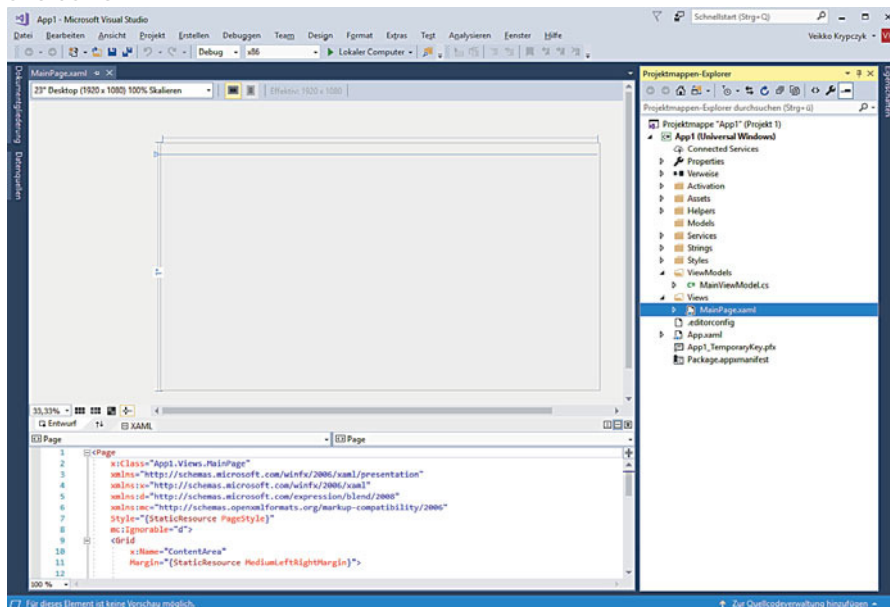 App1 - Microsoft Visual Studio
Schnellstart (Strg+Q)
Datei Bearbeiten Ansicht Projekt Erstellen Debuggen Team Design Format Extras Test Analysieren Fenster Hilfe
Veikko Krypczyk
Debug x86 Lokaler Computer
MainPage.xaml
23" Desktop (1920 x 1080) 100% Skalieren
Effektiv: 1920 x 1080
Dokumentgliederung
Datenquellen
33,33%
Entwurf XAML
Page Page
1 <Page
2 x:Class="App1.Views.MainPage"
3 xmlns="http://schemas.microsoft.com/winfx/2006/xaml/presentation"
4 xmlns:x="http://schemas.microsoft.com/winfx/2006/xaml"
5 xmlns:d="http://schemas.microsoft.com/expression/blend/2008"
6 xmlns:mc="http://schemas.openxmlformats.org/markup-compatibility/2006"
7 Style="{StaticResource PageStyle}"
8 mc:Ignorable="d">
9 <Grid
10 x:Name="ContentArea"
11 Margin="{StaticResource MediumLeftRightMargin}">
12
100 %
Projektmappen-Explorer
Projektmappen-Explorer durchsuchen (Strg+ü)
Projektmappe "App1" (Projekt 1)
App1 (Universal Windows)
Connected Services
Properties
Verweise
Activation
Assets
Helpers
Models
Services
Strings
Styles
ViewModels
C# MainViewModel.cs
Views
MainPage.xaml
.editorconfig
App.xaml
App1_TemporaryKey.pfx
Package.appxmanifest
Eigenschaften
Für dieses Element ist keine Vorschau möglich.
Zur Quellcodeverwaltung hinzufügen